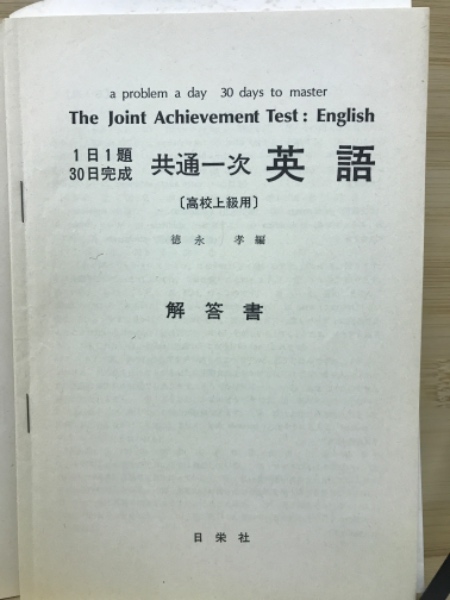 a problem a day 30 days to master
The Joint Achievement Test : English
1日1題
30日完成
共通一次 英語
〔高校上級用〕
徳永 孝編
解答書
日栄社